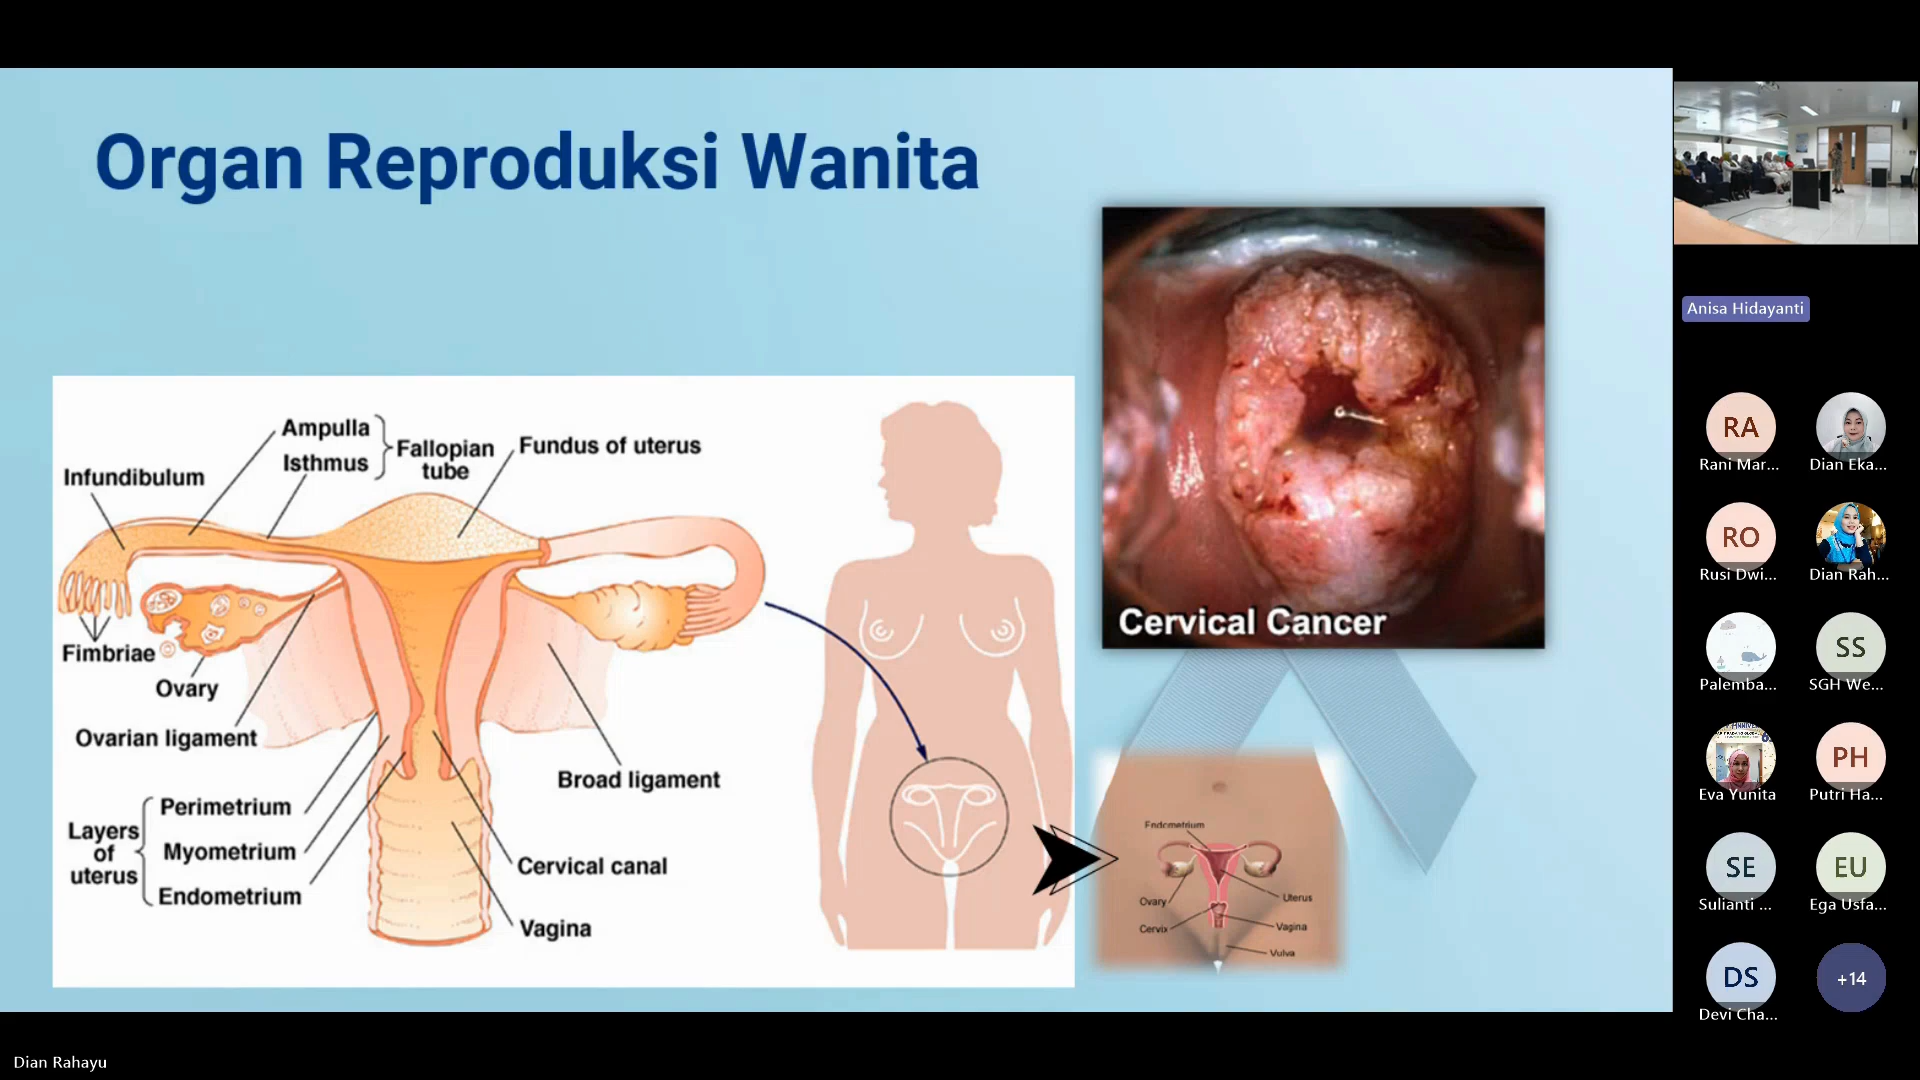 Organ Reproduksi Wanita
Ampulla
Isthmus
Fallopian
tube
Fundus of uterus
Infundibulum
Fimbriae
Ovary
Ovarian ligament
Broad ligament
Layers
of
uterus
Perimetrium
Myometrium
Endometrium
Cervical canal
Vagina
Cervical Cancer
Endometrium
Ovary
Uterus
Cervix
Vagina
Vulva
Anisa Hidayanti
RA
Rani Mar...
Dian Eka...
RO
Rusi Dwi...
Dian Rah...
Palemba...
SS
SGH We...
Eva Yunita
PH
Putri Ha...
SE
Sulianti ...
EU
Ega Usfa...
DS
Devi Cha...
+14
Dian Rahayu